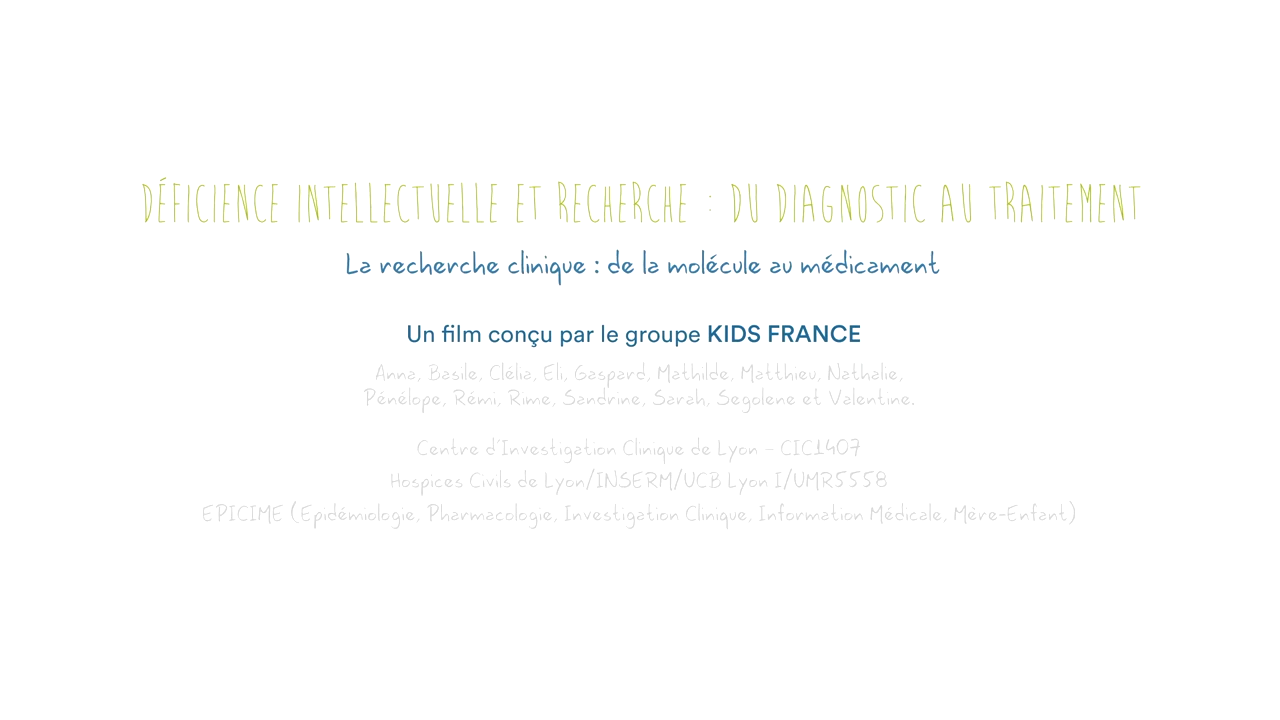 DÉFICIENCE INTELLECTUELLE ET RECHERCHE : DU DIAGNOSTIC AU TRAITEMENT
La recherche clinique : de la molécule au médicament
Un film conçu par le groupe KIDS FRANCE
Anna, Basile, Clélia, Eli, Gaspard, Mathilde, Matthieu, Nathalie,
Pénélope, Rémi, Rime, Sandrine, Sarah, Segolene et Valentine.
Centre d'Investigation Clinique de Lyon - CIC1407
Hospices Civils de Lyon/INSERM/UCB Lyon I/UMR5558
EPICIME (Epidémiologie, Pharmacologie, Investigation Clinique, Information Médicale, Mère-Enfant)